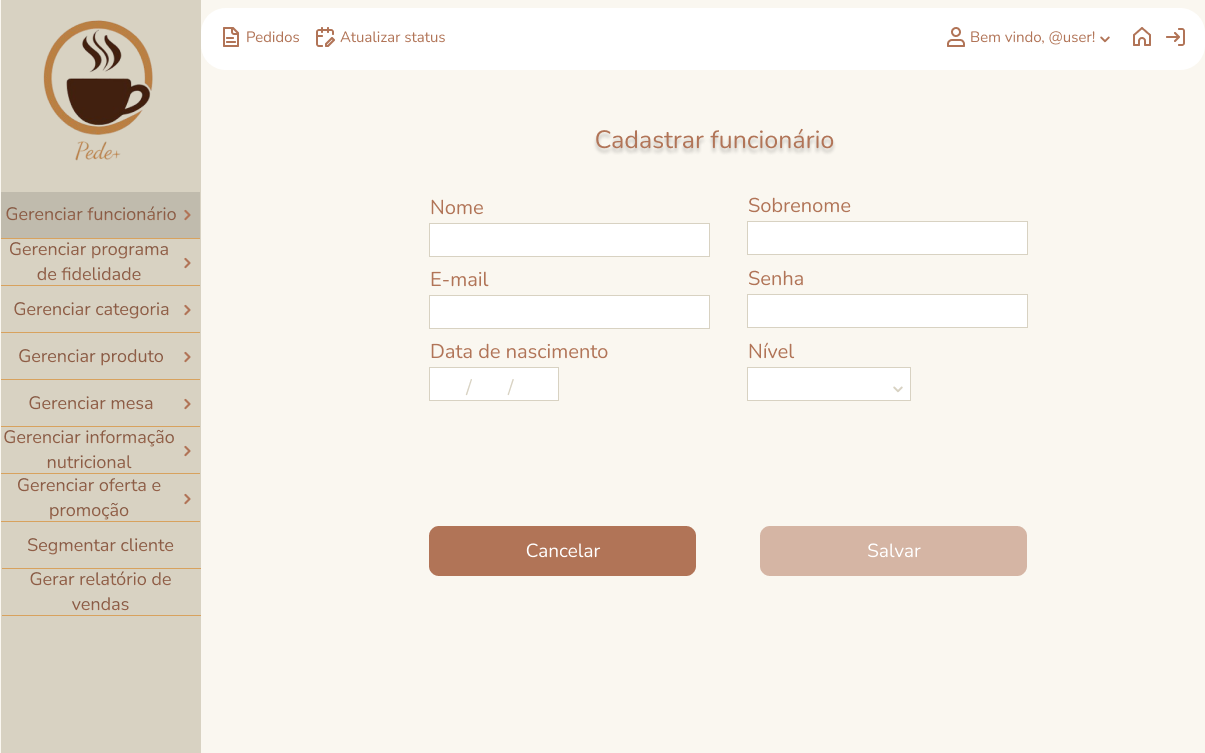 Pede+
Pedidos
Atualizar status
Bem vindo, @user!
Gerenciar funcionário
Gerenciar programa
de fidelidade
Gerenciar categoria
Gerenciar produto
Gerenciar mesa
Gerenciar informação
nutricional
Gerenciar oferta e
promoção
Segmentar cliente
Gerar relatório de
vendas
Cadastrar funcionário
Nome
Sobrenome
E-mail
Senha
Data de nascimento
Nível
/ /
Cancelar
Salvar